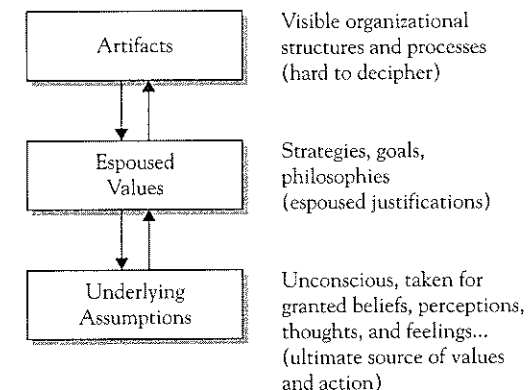 Artifacts
Visible organizational
structures and processes
(hard to decipher)
Espoused
Values
Strategies, goals,
philosophies
(espoused justifications)
Underlying
Assumptions
Unconscious, taken for
granted beliefs, perceptions,
thoughts, and feelings...
(ultimate source of values
and action)